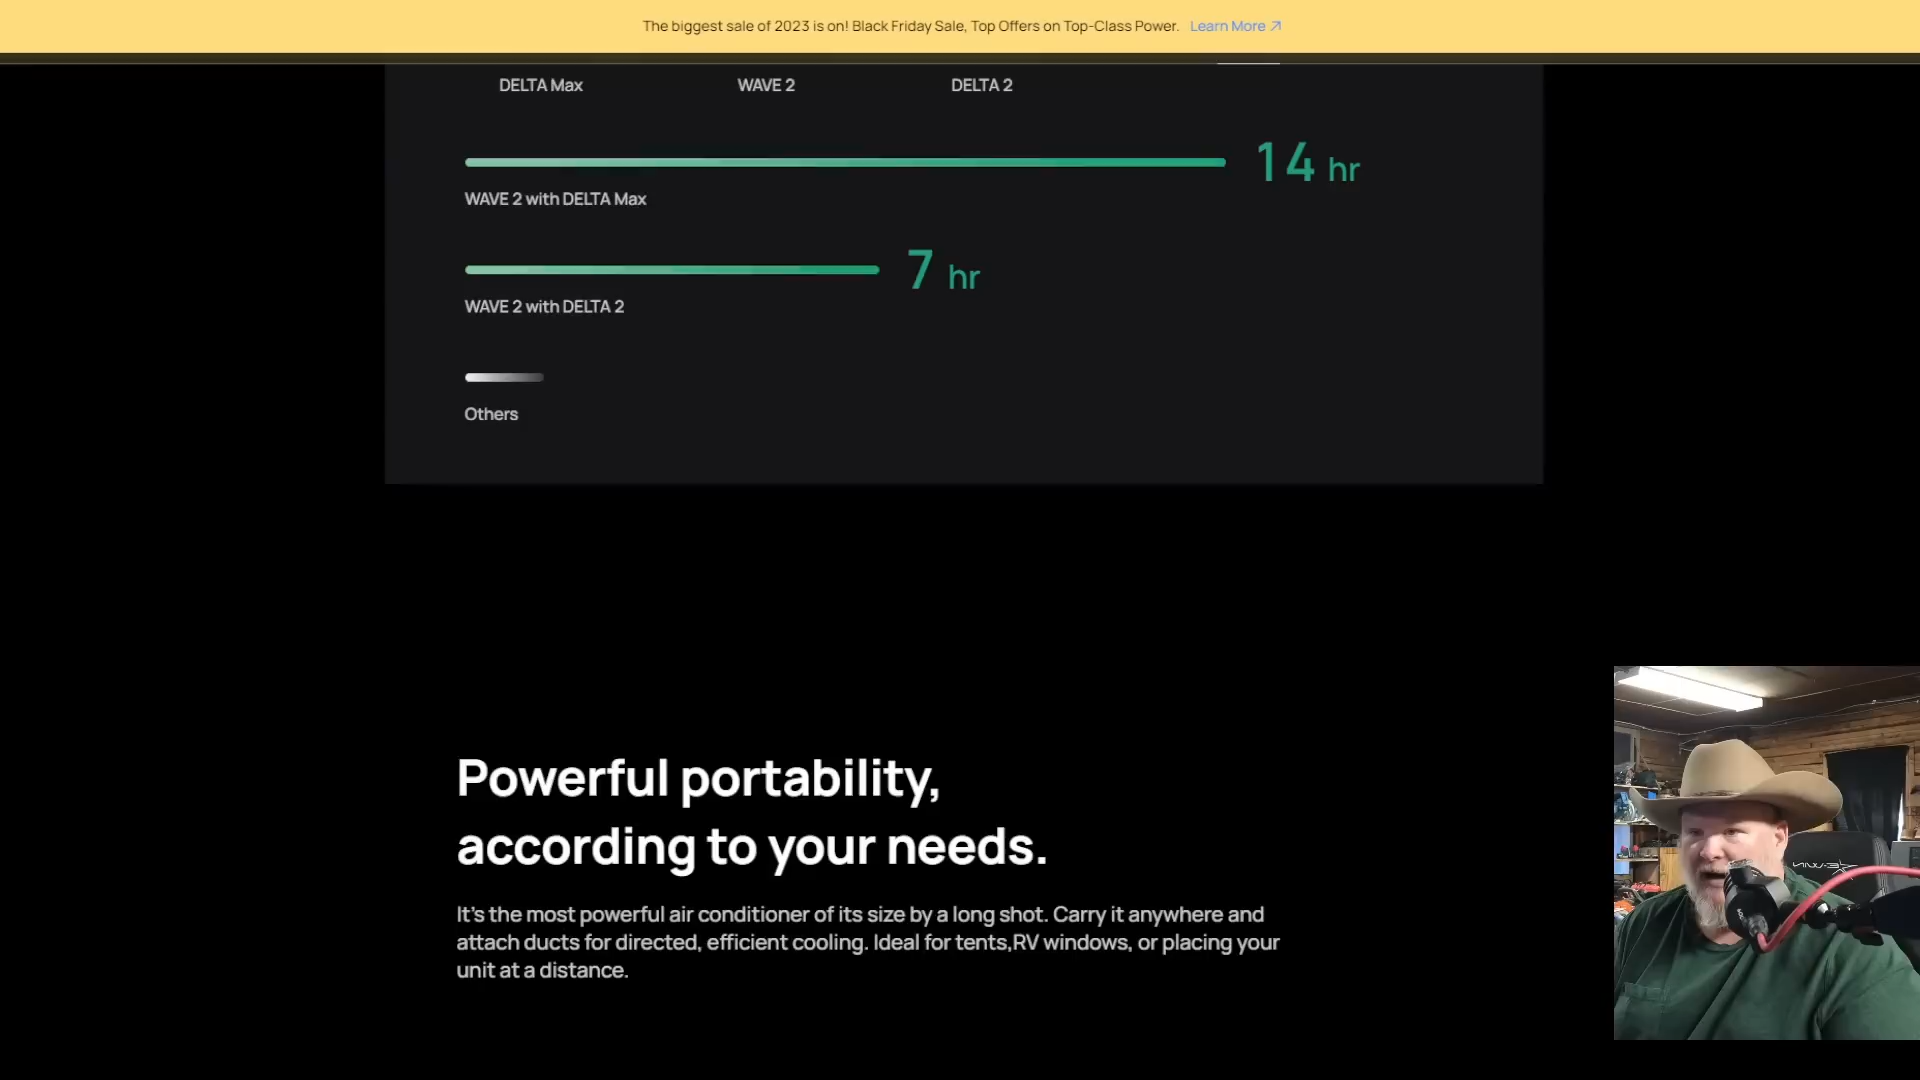 The biggest sale of 2023 is on! Black Friday Sale, Top Offers on Top-Class Power. Learn More
DELTA Max WAVE 2 DELTA 2
14 hr
WAVE 2 with DELTA Max
7 hr
WAVE 2 with DELTA 2
Others
Powerful portability,
according to your needs.
It's the most powerful air conditioner of its size by a long shot. Carry it anywhere and
attach ducts for directed, efficient cooling. Ideal for tents,RV windows, or placing your
unit at a distance.